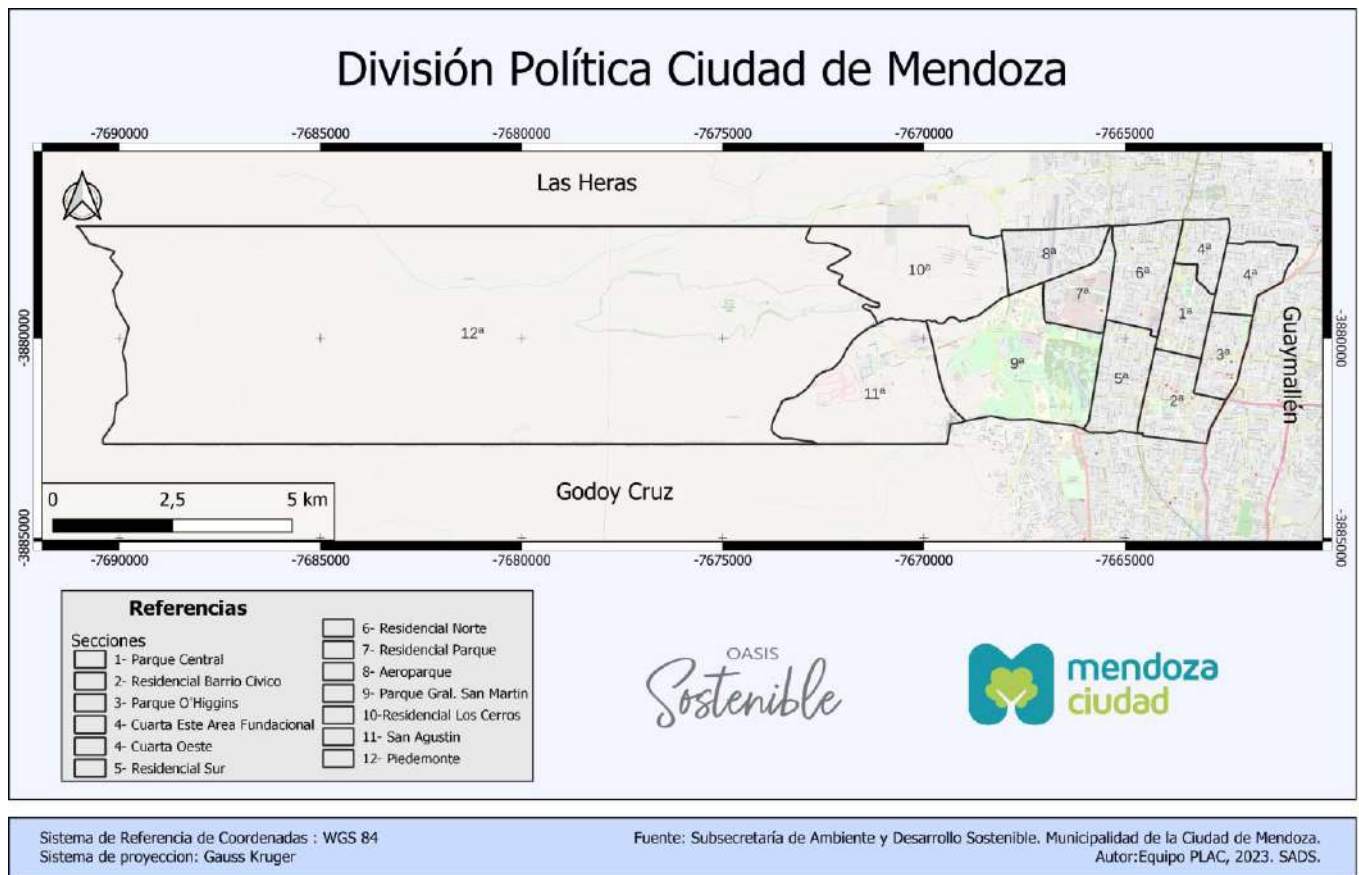 División Política Ciudad de Mendoza
-7690000 -7685000 -7680000 -7675000 -7670000 -7665000
Las Heras
10ª
8ª
7ª
6ª
4ª
4ª
1ª
3ª
12ª
9ª
11ª
5ª
2ª
Guaymallén
-3880000
-3880000
Godoy Cruz
0 2,5 5 km
-3885000
-3885000
-7690000 -7685000 -7680000 -7675000 -7670000 -7665000
Referencias
Secciones
1- Parque Central
2- Residencial Barrio Civico
3- Parque O'Higgins
4- Cuarta Este Area Fundacional
4- Cuarta Oeste
5- Residencial Sur
6- Residencial Norte
7- Residencial Parque
8- Aeroparque
9- Parque Gral. San Martin
10-Residencial Los Cerros
11- San Agustin
12- Piedemonte
OASIS
Sostenible
mendoza
ciudad
Sistema de Referencia de Coordenadas : WGS 84
Sistema de proyeccion: Gauss Kruger
Fuente: Subsecretaría de Ambiente y Desarrollo Sostenible. Municipalidad de la Ciudad de Mendoza.
Autor:Equipo PLAC, 2023. SADS.